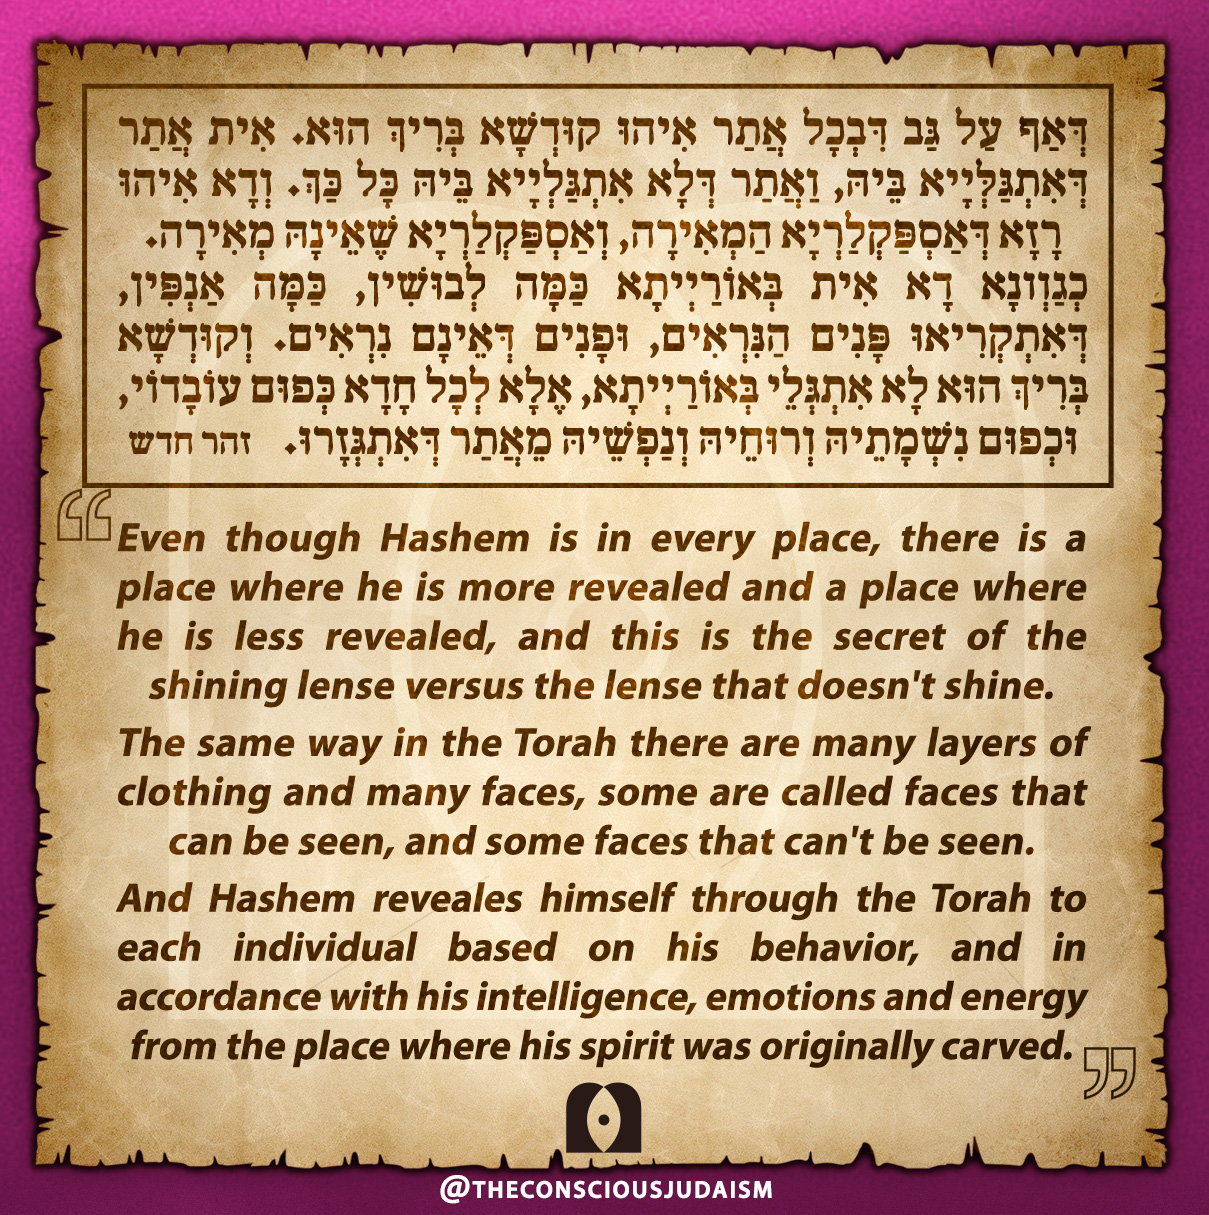 דְּאַף עַל גַּב דִּבְכָל אֲתַר אִיהוּ קוּדְשָׁא בְּרִיךְ הוּא. אִית אֲתַר
דְּאִתְגַּלְּיָיא בֵּיהּ, וַאֲתַר דְּלָא אִתְגַּלְיָיא בֵּיהּ כָּל כַּךְ. וְדָא אִיהוּ
רָזָא דְּאַסְפַּקְלַרְיָא הַמְאִירָה, וְאַסְפַּקְלַרְיָא שֶׁאֵינָהּ מְאִירָה.
כְּגַוְונָא דָא אִית בְּאוֹרַיְיתָא כַּמָּה לְבוּשִׁין, כַּמָּה אַנְפִּין,
דְּאִתְקְרִיאוּ פָּנִים הַנִּרְאִים, וּפָנִים דְּאֵינָם נִרְאִים. וְקוּדְשָׁא
בְּרִיךְ הוּא לָא אִתְגְּלֵי בְּאוֹרַיְיתָא, אֶלָּא לְכָל חָדָא כְּפוּם עוֹבָדוֹי,
וּכְפוּם נִשְׁמָתֵיהּ וְרוּחֵיהּ וְנַפְשֵׁיהּ מֵאֲתַר דְּאִתְגְּזָרוּ. זהר חדש
“Even though Hashem is in every place, there is a
place where he is more revealed and a place where
he is less revealed, and this is the secret of the
shining lense versus the lense that doesn't shine.
The same way in the Torah there are many layers of
clothing and many faces, some are called faces that
can be seen, and some faces that can't be seen.
And Hashem reveales himself through the Torah to
each individual based on his behavior, and in
accordance with his intelligence, emotions and energy
from the place where his spirit was originally carved.”
@THECONSCIOUSJUDAISM